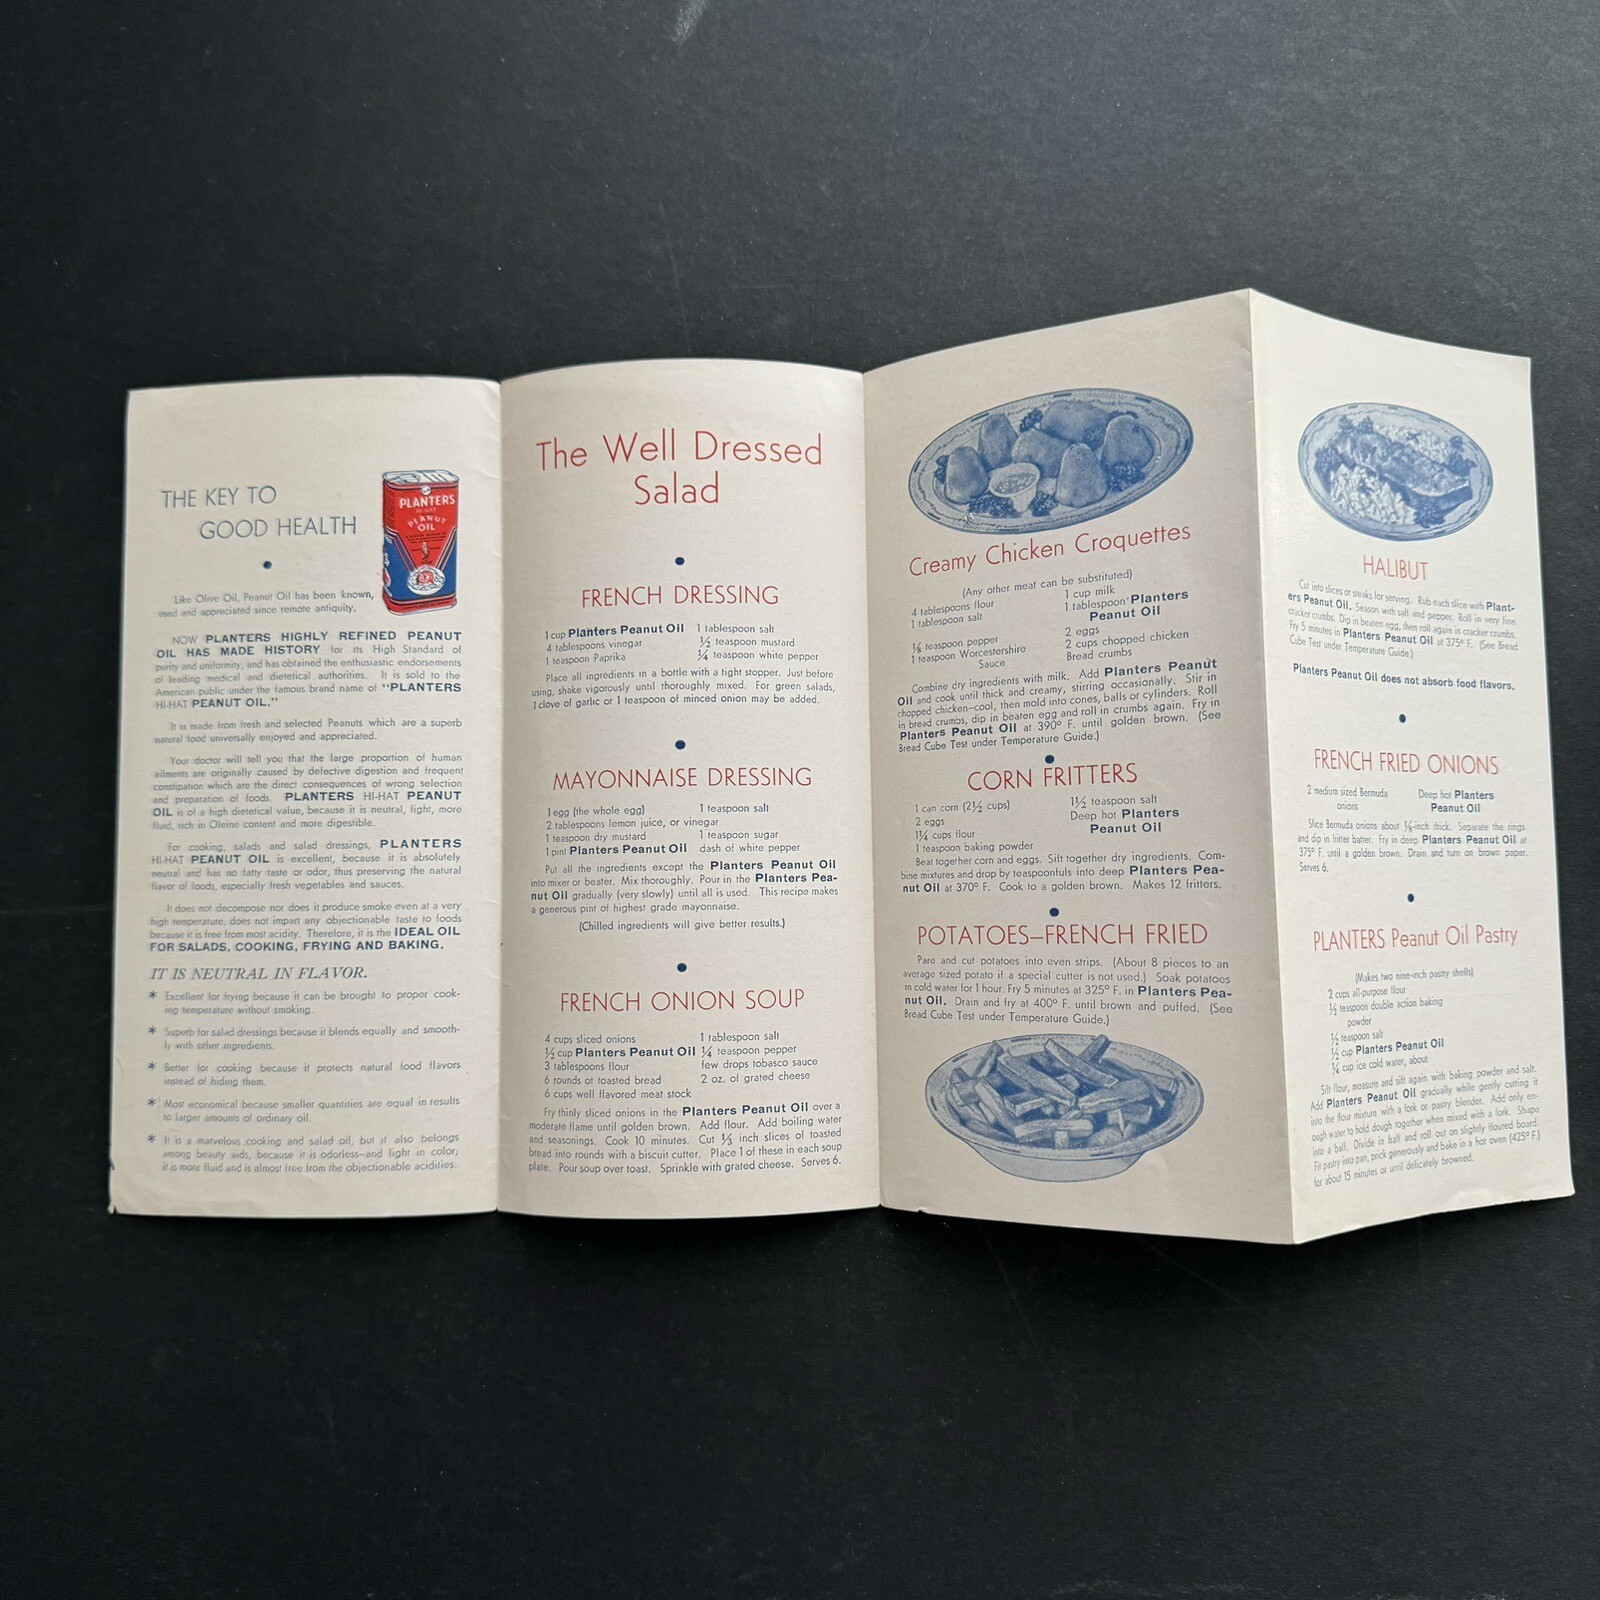 THE KEY TO
GOOD HEALTH
PLANTERS
HI-HAT
PEANUT
OIL
Like Olive Oil, Peanut Oil has been known,
used and appreciated since remote antiquity.
NOW PLANTERS HIGHLY REFINED PEANUT
OIL HAS MADE HISTORY for its High Standard of
purity and uniformity, and has obtained the enthusiastic endorsements
of leading medical and dietetical authorities. It is sold to the
American public under the famous brand name of "PLANTERS
HI-HAT PEANUT OIL."
It is made from fresh and selected Peanuts which are a superb
natural food universally enjoyed and appreciated.
Your doctor will tell you that the large proportion of human
ailments are originally caused by defective digestion and frequent
constipation which are the direct consequences of wrong selection
and preparation of foods. PLANTERS HI-HAT PEANUT
OIL is of a high dietetical value, because it is neutral, light, more
fluid, rich in Oleine content and more digestible.
For cooking, salads and salad dressings, PLANTERS
HI-HAT PEANUT OIL is excellent, because it is absolutely
neutral and has no fatty taste or odor, thus preserving the natural
flavor of foods, especially fresh vegetables and sauces.
It does not decompose nor does it produce smoke even at a very
high temperature, does not impart any objectionable taste to foods
because it is free from most acidity. Therefore, it is the IDEAL OIL
FOR SALADS, COOKING, FRYING AND BAKING.
IT IS NEUTRAL IN FLAVOR.
* Excellent for frying because it can be brought to proper cook-
ing temperature without smoking.
* Superb for salad dressings because it blends equally and smooth-
ly with other ingredients.
* Better for cooking because it protects natural food flavors
instead of hiding them.
* Most economical because smaller quantities are equal in results
to larger amounts of ordinary oil.
* It is a marvelous cooking and salad oil, but it also belongs
among beauty aids, because it is odorless—and light in color;
it is more fluid and is almost free from the objectionable acidities.
The Well Dressed
Salad
FRENCH DRESSING
1 cup Planters Peanut Oil 1 tablespoon salt
4 tablespoons vinegar ½ teaspoon mustard
1 teaspoon Paprika ¼ teaspoon white pepper
Place all ingredients in a bottle with a tight stopper. Just before
using, shake vigorously until thoroughly mixed. For green salads,
1 clove of garlic or 1 teaspoon of minced onion may be added.
MAYONNAISE DRESSING
1 egg (the whole egg) 1 teaspoon salt
2 tablespoons lemon juice, or vinegar
1 teaspoon dry mustard 1 teaspoon sugar
1 pint Planters Peanut Oil dash of white pepper
Put all the ingredients except the Planters Peanut Oil
into mixer or beater. Mix thoroughly. Pour in the Planters Pea-
nut Oil gradually (very slowly) until all is used. This recipe makes
a generous pint of highest grade mayonnaise.
(Chilled ingredients will give better results.)
FRENCH ONION SOUP
4 cups sliced onions 1 tablespoon salt
½ cup Planters Peanut Oil ¼ teaspoon pepper
3 tablespoons flour few drops tobasco sauce
6 rounds of toasted bread 2 oz. of grated cheese
6 cups well flavored meat stock
Fry thinly sliced onions in the Planters Peanut Oil over a
moderate flame until golden brown. Add flour. Add boiling water
and seasonings. Cook 10 minutes. Cut ⅓ inch slices of toasted
bread into rounds with a biscuit cutter. Place 1 of these in each soup
plate. Pour soup over toast. Sprinkle with grated cheese. Serves 6.
Creamy Chicken Croquettes
(Any other meat can be substituted)
4 tablespoons flour 1 cup milk
1 tablespoon salt 1 tablespoon Planters
Peanut Oil
⅛ teaspoon pepper 2 eggs
1 teaspoon Worcestershire 2 cups chopped chicken
Sauce Bread crumbs
Combine dry ingredients with milk. Add Planters Peanut
Oil and cook until thick and creamy, stirring occasionally. Stir in
chopped chicken—cool, then mold into cones, balls or cylinders. Roll
in bread crumbs, dip in beaten egg and roll in crumbs again. Fry in
Planters Peanut Oil at 390° F. until golden brown. (See
Bread Cube Test under Temperature Guide.)
CORN FRITTERS
1 can corn (2½ cups) 1½ teaspoon salt
2 eggs Deep hot Planters
1¼ cups flour Peanut Oil
1 teaspoon baking powder
Beat together corn and eggs. Sift together dry ingredients. Com-
bine mixtures and drop by teaspoonfuls into deep Planters Pea-
nut Oil at 370° F. Cook to a golden brown. Makes 12 fritters.
POTATOES—FRENCH FRIED
Pare and cut potatoes into even strips. (About 8 pieces to an
average sized potato if a special cutter is not used.) Soak potatoes
in cold water for 1 hour. Fry 5 minutes at 325° F. in Planters Pea-
nut Oil. Drain and fry at 400° F. until brown and puffed. (See
Bread Cube Test under Temperature Guide.)
HALIBUT
Cut into slices or steaks for serving. Rub each slice with Plant-
ers Peanut Oil. Season with salt and pepper. Roll in very fine
cracker crumbs. Dip in beaten egg, then roll again in cracker crumbs.
Fry 5 minutes in Planters Peanut Oil at 375° F. (See Bread
Cube Test under Temperature Guide.)
Planters Peanut Oil does not absorb food flavors.
FRENCH FRIED ONIONS
2 medium sized Bermuda Deep hot Planters
onions Peanut Oil
Slice Bermuda onions about ⅛-inch thick. Separate the rings
and dip in fritter batter. Fry in deep Planters Peanut Oil at
375° F. until a golden brown. Drain and turn on brown paper.
Serves 6.
PLANTERS Peanut Oil Pastry
(Makes two nine-inch pastry shells)
2 cups all-purpose flour
½ teaspoon double action baking
powder
½ teaspoon salt
½ cup Planters Peanut Oil
¼ cup ice cold water, about
Sift flour, measure and sift again with baking powder and salt.
Add Planters Peanut Oil gradually while gently cutting it
into the flour mixture with a fork or pastry blender. Add only en-
ough water to hold dough together when mixed with a fork. Shape
into a ball. Divide in half and roll out on slightly floured board.
Fit pastry into pan, prick generously and bake in a hot oven (425° F.)
for about 15 minutes or until delicately browned.